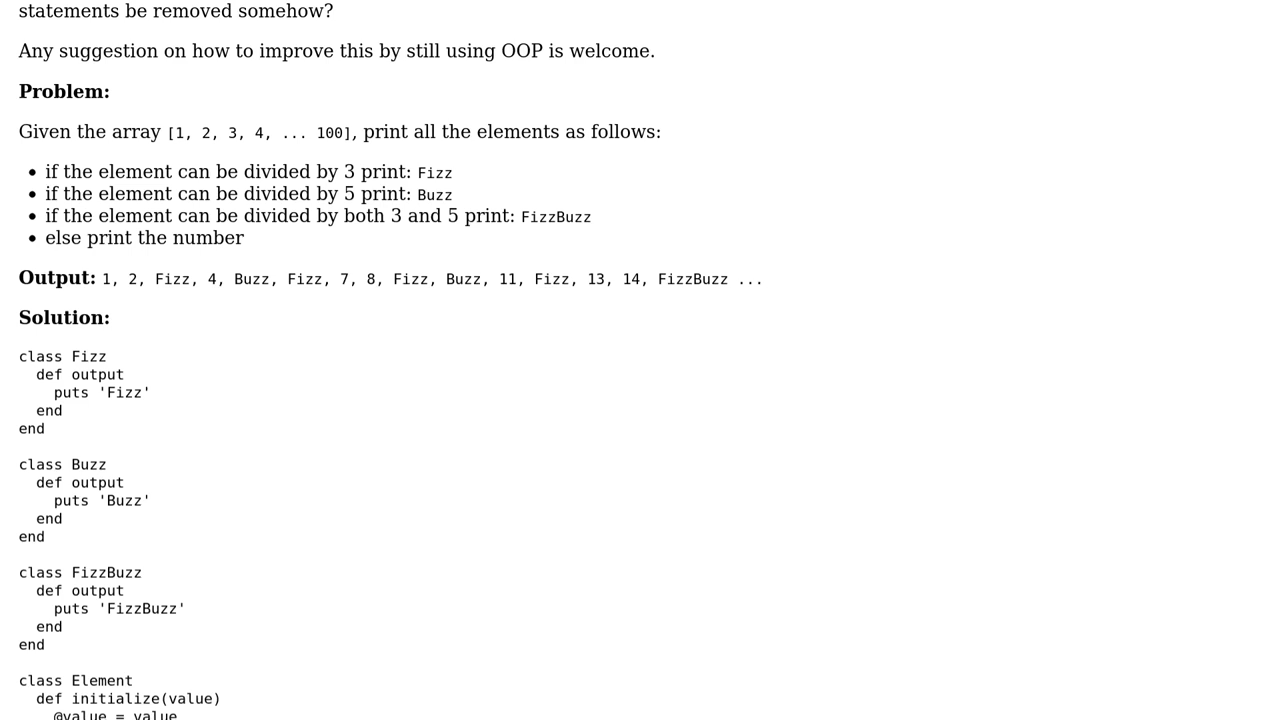 statements be removed somehow?
Any suggestion on how to improve this by still using OOP is welcome.
Problem:
Given the array [1, 2, 3, 4, ... 100], print all the elements as follows:
• if the element can be divided by 3 print: Fizz
• if the element can be divided by 5 print: Buzz
• if the element can be divided by both 3 and 5 print: FizzBuzz
• else print the number
Output: 1, 2, Fizz, 4, Buzz, Fizz, 7, 8, Fizz, Buzz, 11, Fizz, 13, 14, FizzBuzz ...
Solution:
class Fizz
  def output
    puts 'Fizz'
  end
end
class Buzz
  def output
    puts 'Buzz'
  end
end
class FizzBuzz
  def output
    puts 'FizzBuzz'
  end
end
class Element
  def initialize(value)
    @value = value